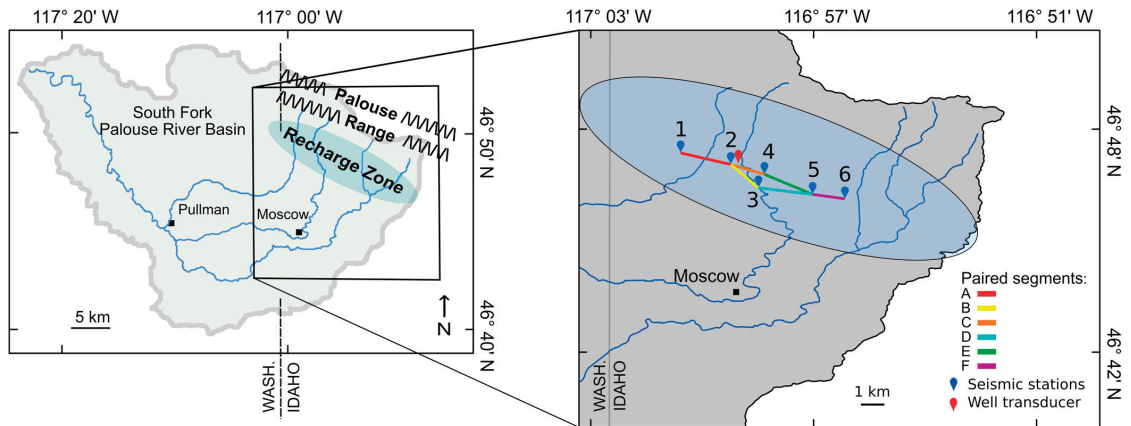 117° 20' W
117° 00' W
South Fork
Palouse River Basin
Palouse
Range
Recharge Zone
Pullman
Moscow
5 km
N
WASH.
IDAHO
46° 50' N
46° 40' N
117° 03' W
116° 57' W
116° 51' W
1
2
4
3
5
6
Moscow
WASH.
IDAHO
1 km
Paired segments:
A
B
C
D
E
F
Seismic stations
Well transducer
46° 48' N
46° 42' N